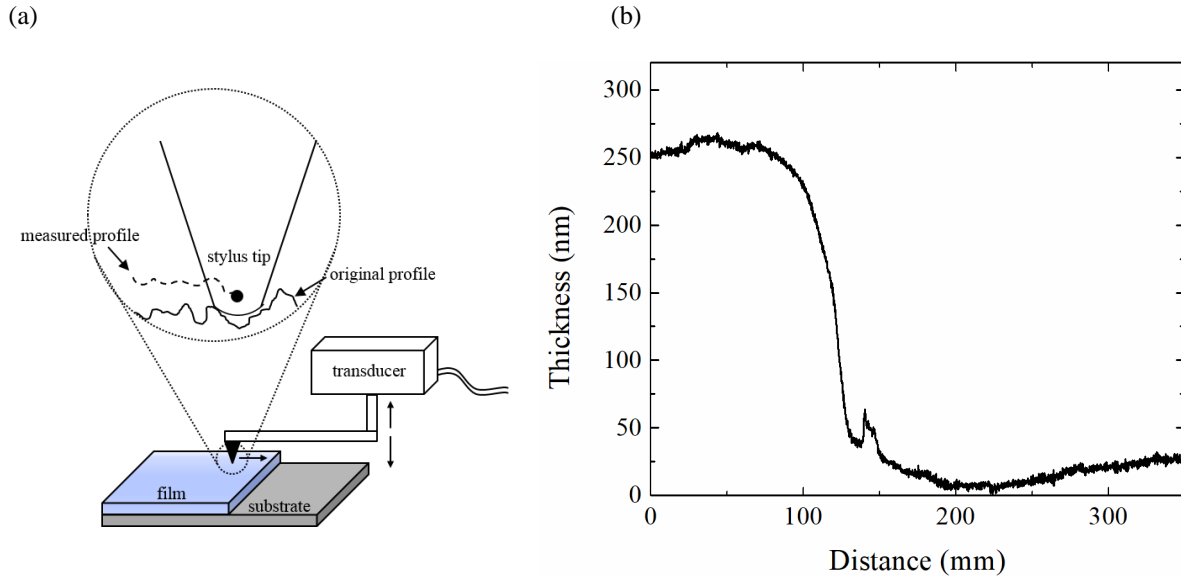 (a)
measured profile
stylus tip
original profile
transducer
film
substrate
(b)
Thickness (nm)
300
250
200
150
100
50
0
0
100
200
300
Distance (mm)